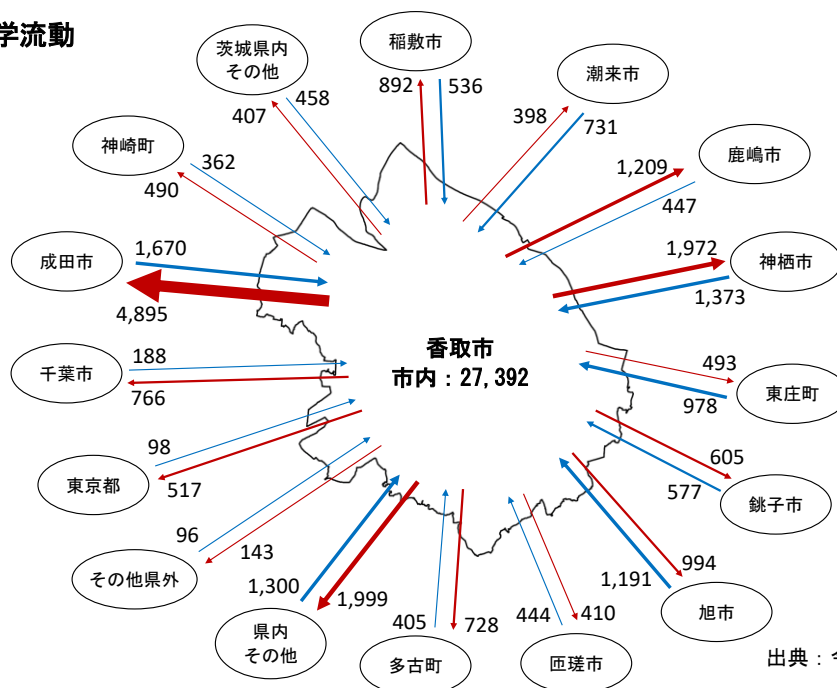 学流動
茨城県内
その他
407
458
稲敷市
892
536
潮来市
398
731
鹿嶋市
1,209
447
神崎町
362
490
成田市
1,670
4,895
神栖市
1,972
1,373
香取市
市内：27,392
千葉市
188
766
東庄町
493
978
東京都
98
517
銚子市
605
577
その他県外
96
143
旭市
994
1,191
県内
その他
1,300
1,999
多古町
405
728
匝瑳市
444
410
出典：